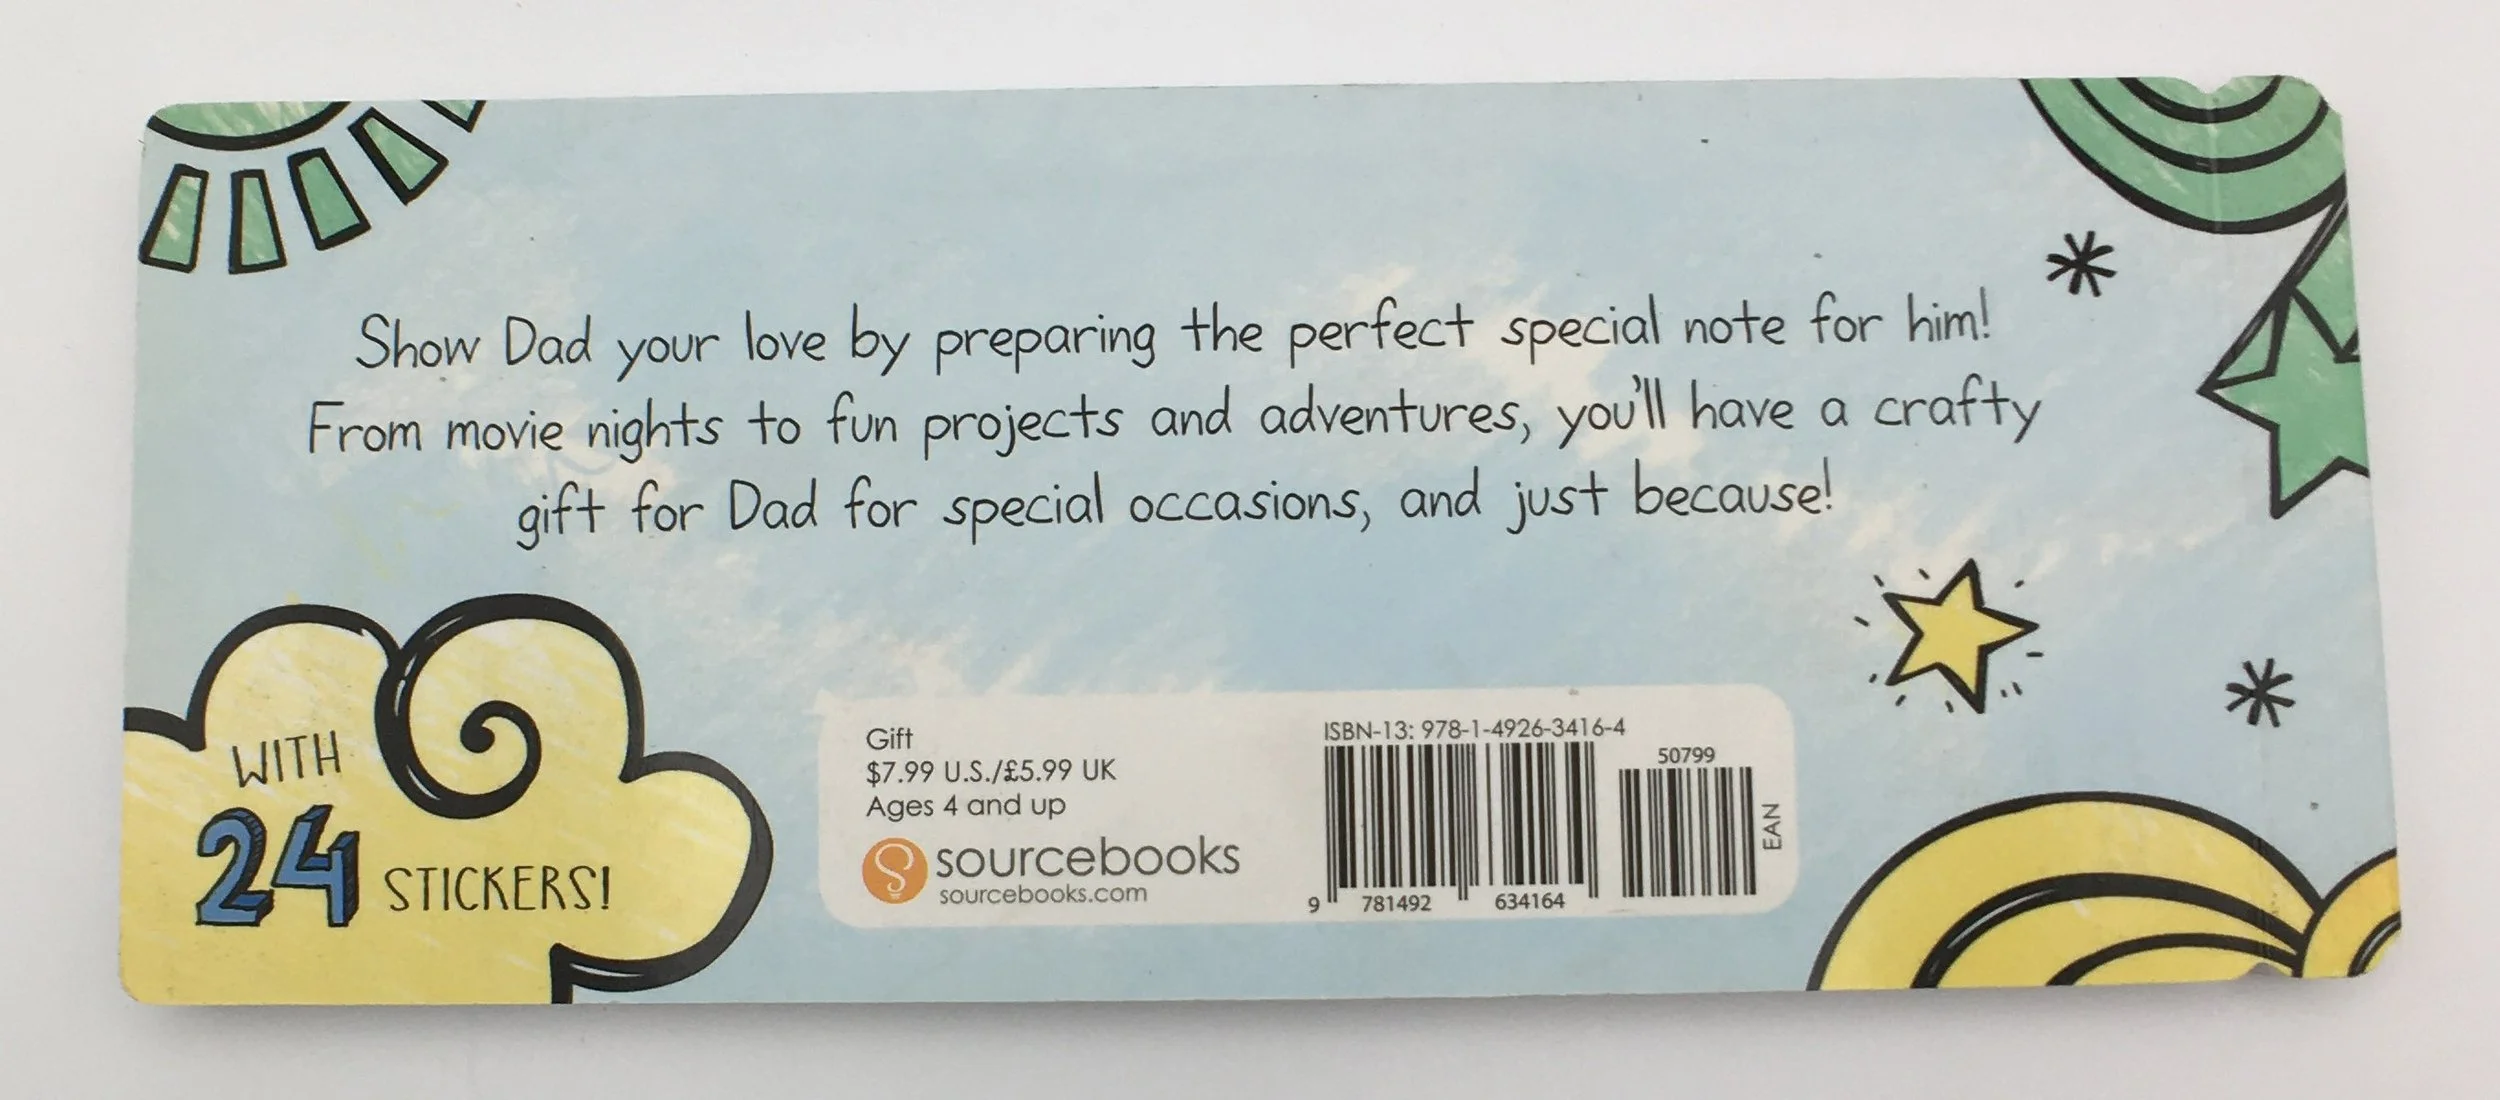 Show Dad your love by preparing the perfect special note for him!
From movie nights to fun projects and adventures, you'll have a crafty
gift for Dad for special occasions, and just because!
WITH
24 STICKERS!
Gift
$7.99 U.S./£5.99 UK
Ages 4 and up
sourcebooks
sourcebooks.com
ISBN-13: 978-1-4926-3416-4
50799
EAN
9 781492 634164